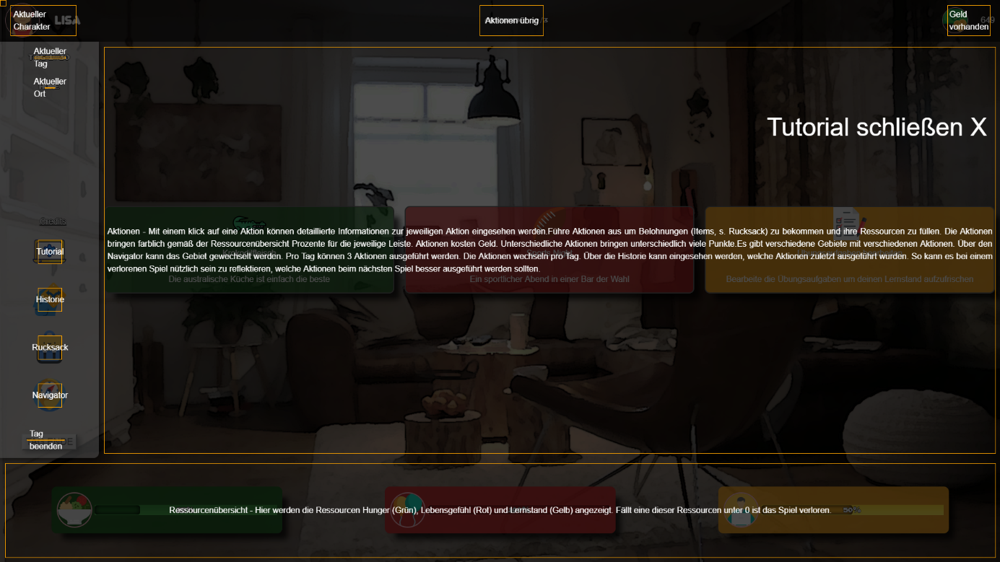 Aktueller
Charakter
LISA
Aktionen übrig
/3
Geld
vorhanden
649
Aktueller
Tag
Aktueller
Ort
Tutorial schließen X
Credits
Aktionen - Mit einem klick auf eine Aktion können detaillierte Informationen zur jeweiligen Aktion eingesehen werden.Führe Aktionen aus um Belohnungen (Items, s. Rucksack) zu bekommen und ihre Ressourcen zu füllen. Die Aktionen
bringen farblich gemäß der Ressourcenübersicht Prozente für die jeweilige Leiste. Aktionen kosten Geld. Unterschiedliche Aktionen bringen unterschiedlich viele Punkte.Es gibt verschiedene Gebiete mit verschiedenen Aktionen. Über den
Navigator kann das Gebiet gewechselt werden. Pro Tag können 3 Aktionen ausgeführt werden. Die Aktionen wechseln pro Tag. Über die Historie kann eingesehen werden, welche Aktionen zuletzt ausgeführt wurden. So kann es bei einem
verlorenen Spiel nützlich sein zu reflektieren, welche Aktionen beim nächsten Spiel besser ausgeführt werden sollten.
Die australische Küche ist einfach die beste
Ein sportlicher Abend in einer Bar der Wahl
Bearbeite die Übungsaufgaben um deinen Lernstand aufzufrischen
Tutorial
Historie
Rucksack
Navigator
Tag
beenden
Ressourcenübersicht - Hier werden die Ressourcen Hunger (Grün), Lebensgefühl (Rot) und Lernstand (Gelb) angezeigt. Fällt eine dieser Ressourcen unter 0 ist das Spiel verloren.
50%